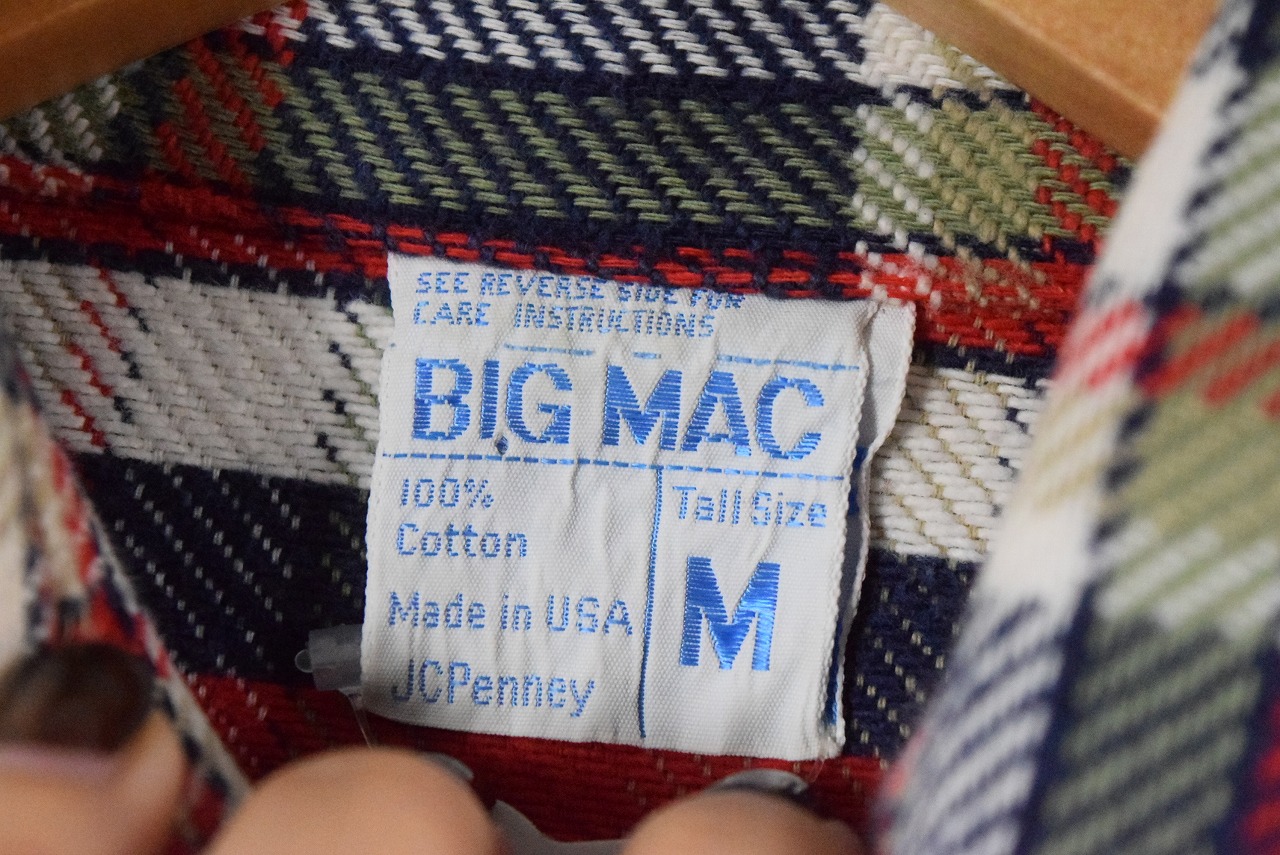 SEE REVERSE SIDE FOR
CARE INSTRUCTIONS
BIG MAC
100%
Cotton
Made in USA
JCPenney
Tall Size
M